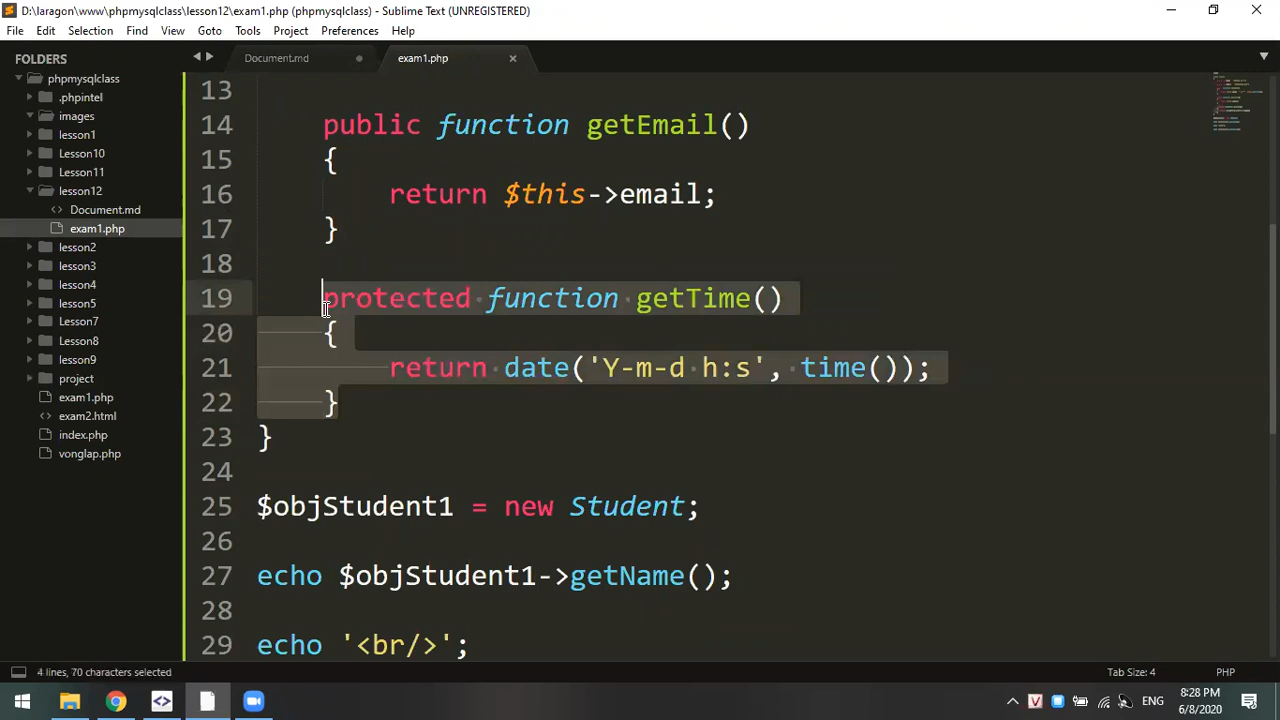 D:\laragon\www\phpmysqlclass\lesson12\exam1.php (phpmysqlclass) - Sublime Text (UNREGISTERED)
File Edit Selection Find View Goto Tools Project Preferences Help
FOLDERS
phpmysqlclass
.phpintel
images
lesson1
Lesson10
Lesson11
lesson12
Document.md
exam1.php
lesson2
lesson3
lesson4
lesson5
Lesson7
Lesson8
lesson9
project
exam1.php
exam2.html
index.php
vonglap.php
Document.md exam1.php
13
14 public function getEmail()
15 {
16 return $this->email;
17 }
18
19 protected function getTime()
20 {
21 return date('Y-m-d h:s', time());
22 }
23 }
24
25 $objStudent1 = new Student;
26
27 echo $objStudent1->getName();
28
29 echo '<br/>';
4 lines, 70 characters selected Tab Size: 4 PHP
ENG 8:28 PM
6/8/2020